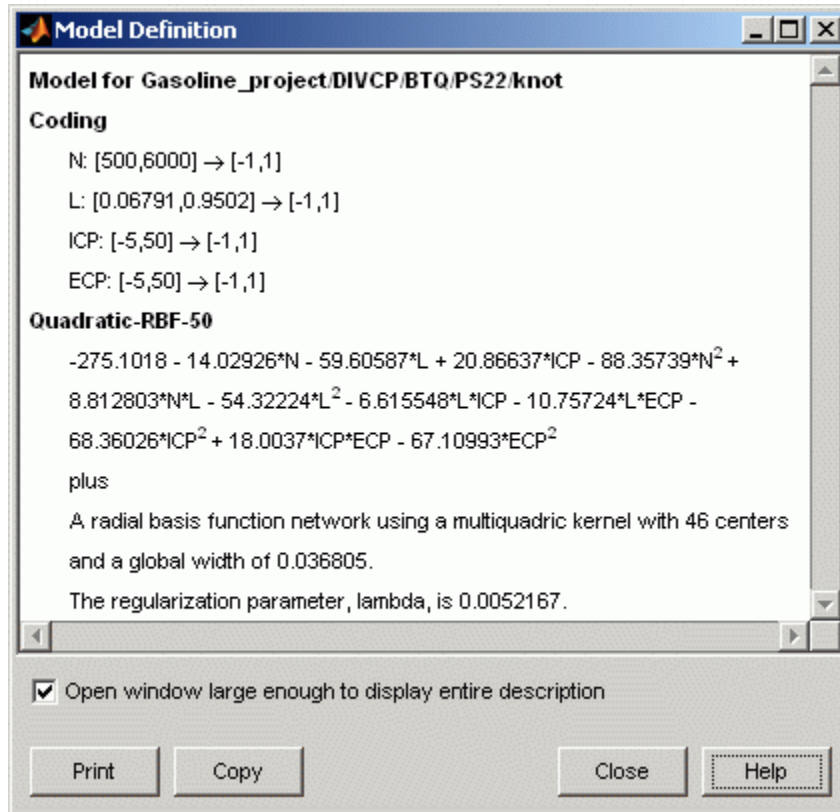 Model Definition
Model for Gasoline_project/DIVCP/BTQ/PS22/knot
Coding
N: [500,6000] → [-1,1]
L: [0.06791,0.9502] → [-1,1]
ICP: [-5,50] → [-1,1]
ECP: [-5,50] → [-1,1]
Quadratic-RBF-50
-275.1018 - 14.02926*N - 59.60587*L + 20.86637*ICP - 88.35739*N² +
8.812803*N*L - 54.32224*L² - 6.615548*L*ICP - 10.75724*L*ECP -
68.36026*ICP² + 18.0037*ICP*ECP - 67.10993*ECP²
plus
A radial basis function network using a multiquadric kernel with 46 centers
and a global width of 0.036805.
The regularization parameter, lambda, is 0.0052167.
Open window large enough to display entire description
Print Copy Close Help